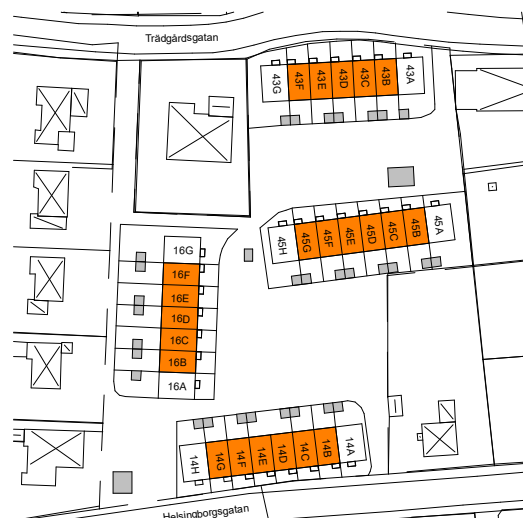 Trädgårdsgatan
43G
43F
43E
43D
43C
43B
43A
45H
45G
45F
45E
45D
45C
45B
45A
16G
16F
16E
16D
16C
16B
16A
14H
14G
14F
14E
14D
14C
14B
14A
Helsingborgsgatan